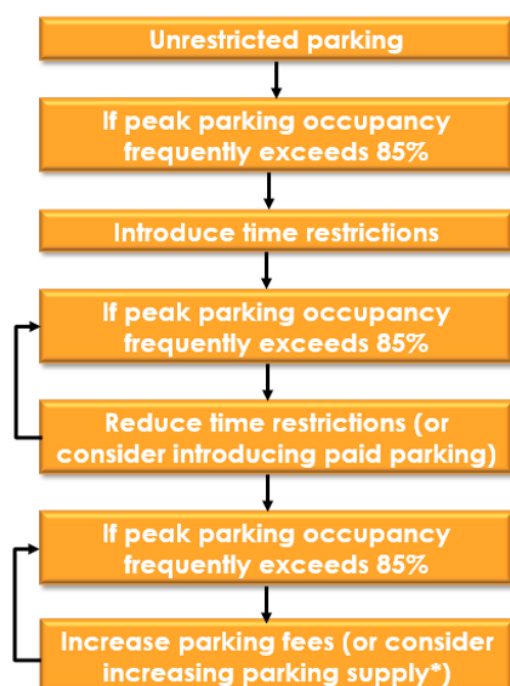 Unrestricted parking
If peak parking occupancy
frequently exceeds 85%
Introduce time restrictions
If peak parking occupancy
frequently exceeds 85%
Reduce time restrictions (or
consider introducing paid parking)
If peak parking occupancy
frequently exceeds 85%
Increase parking fees (or consider
increasing parking supply*)